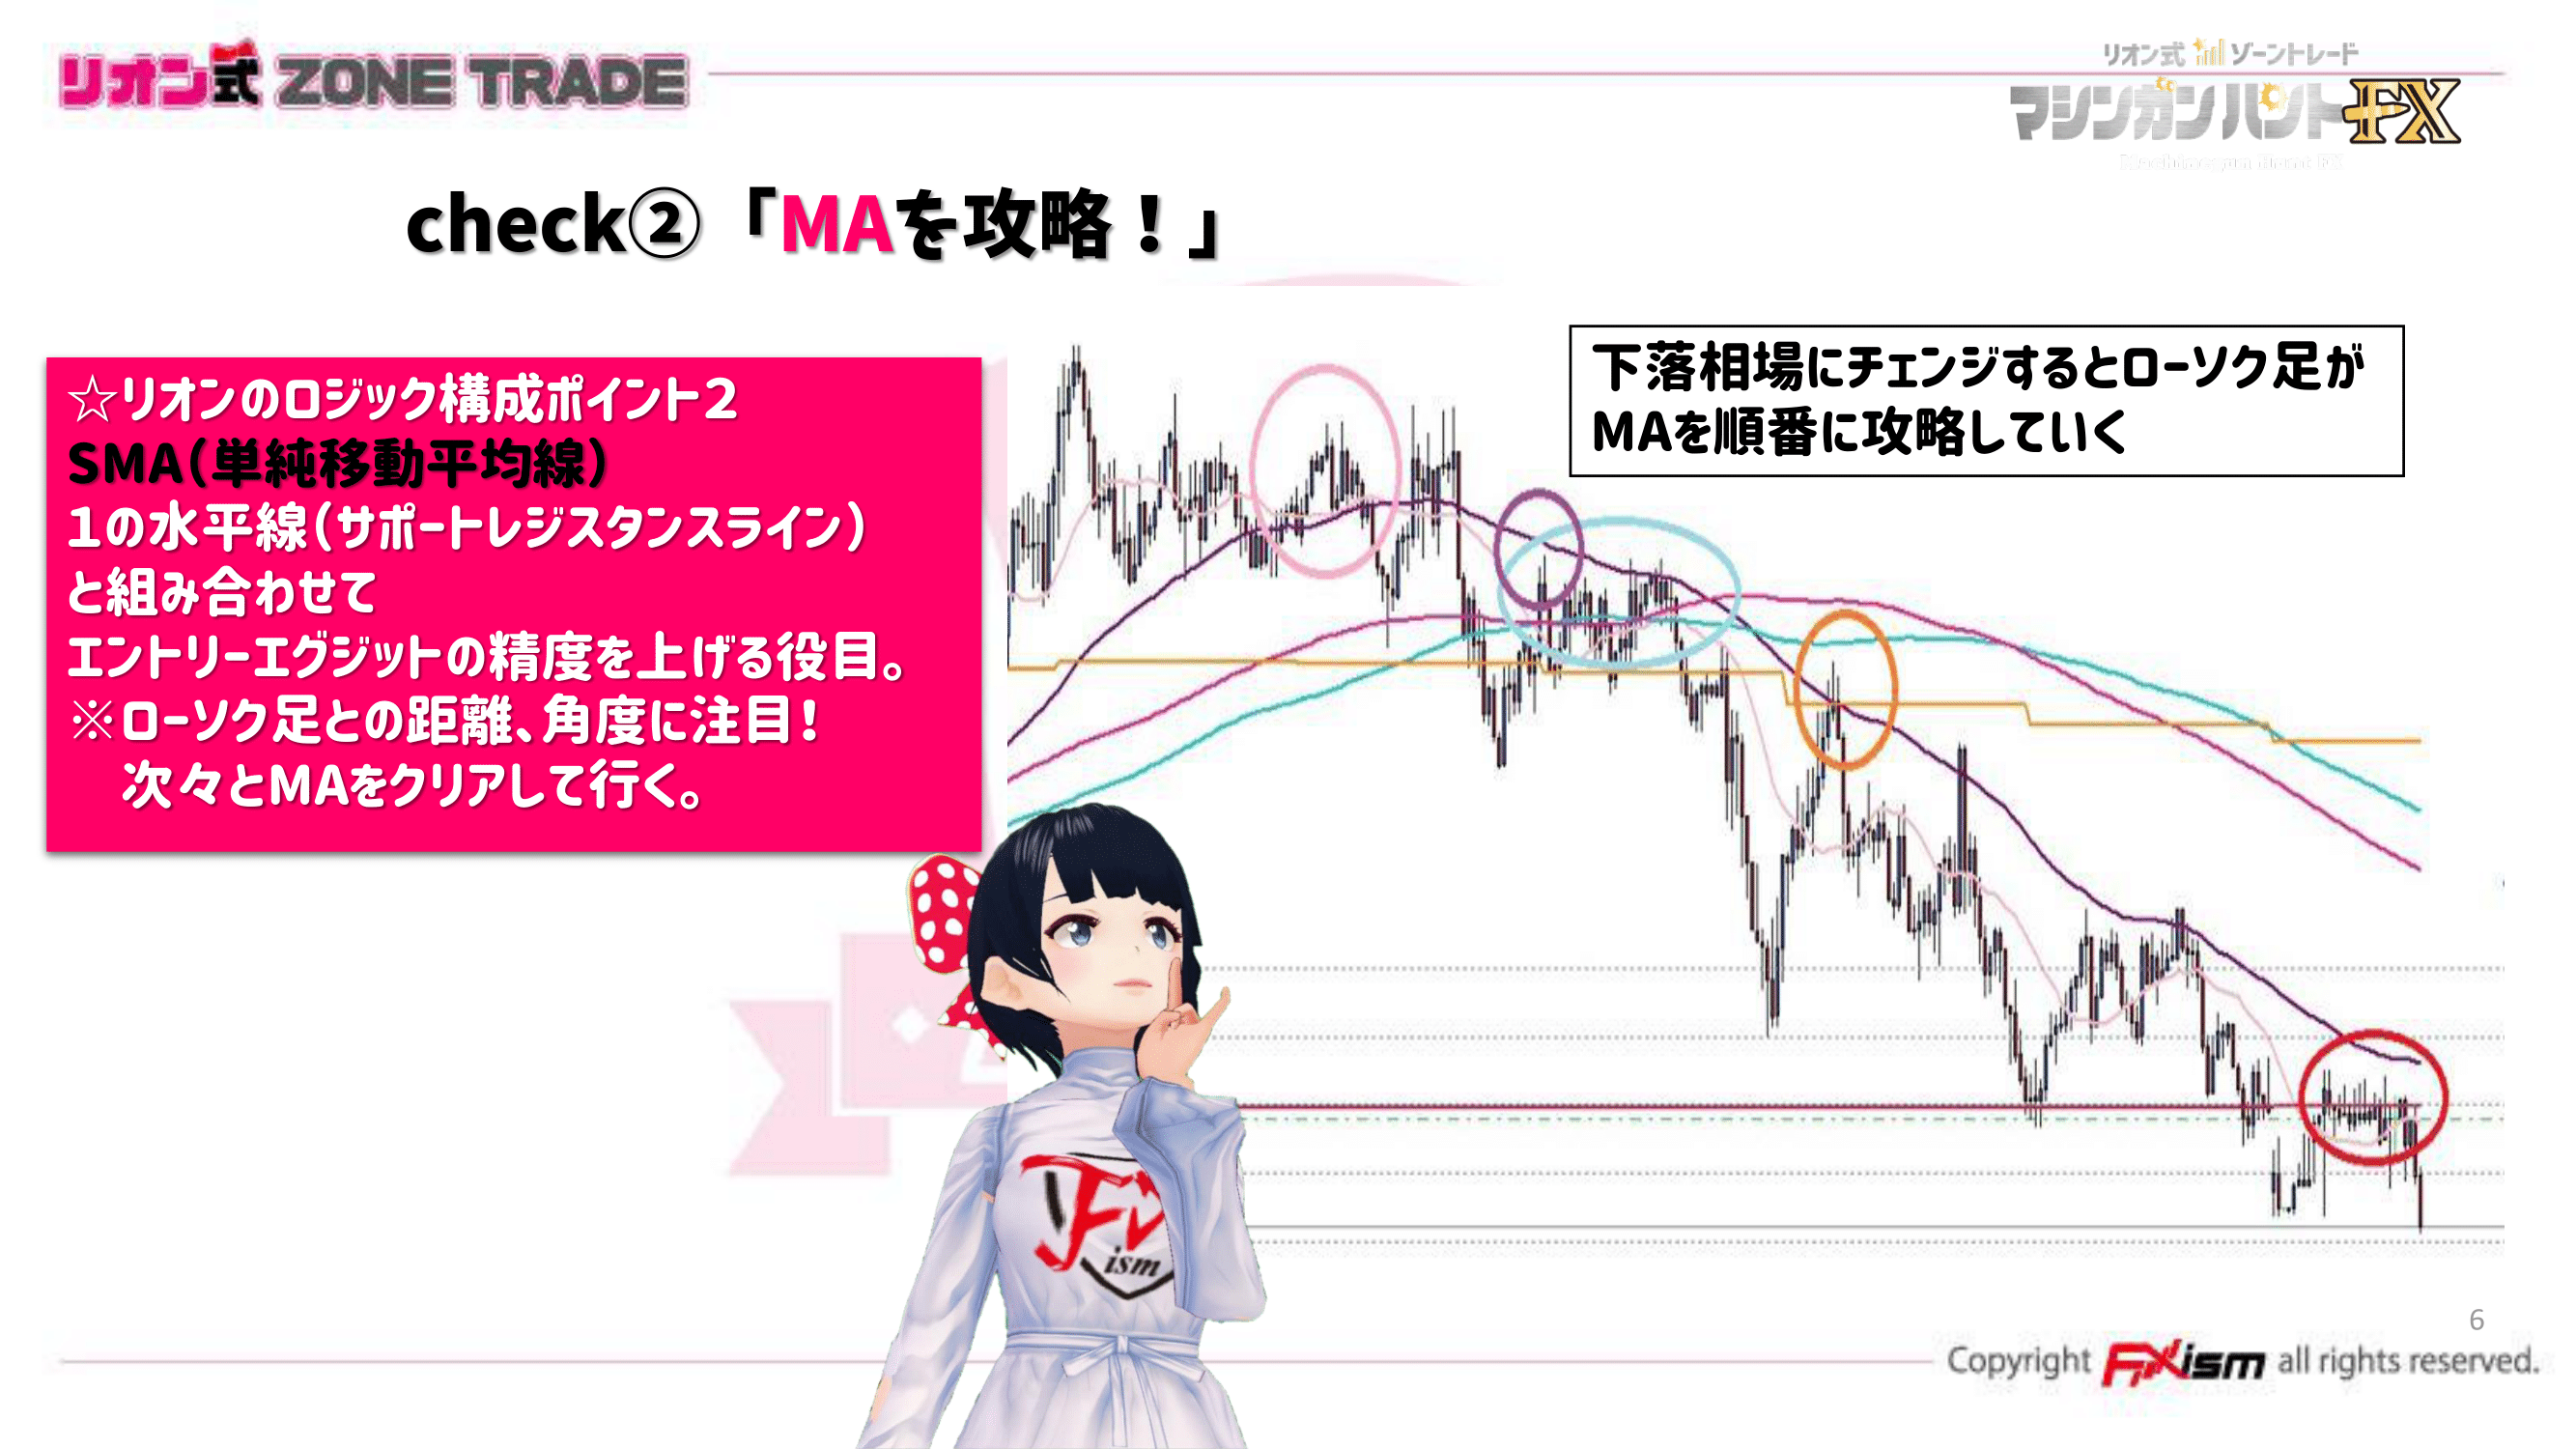 リオン式 ZONE TRADE
リオン式 ゾーントレード
マシンガンハントFX
check②「MAを攻略！」
☆リオンのロジック構成ポイント2
SMA(単純移動平均線)
1の水平線(サポートレジスタンスライン)
と組み合わせて
エントリーエグジットの精度を上げる役目。
※ローソク足との距離、角度に注目！
次々とMAをクリアして行く。
下落相場にチェンジするとローソク足が
MAを順番に攻略していく
ism
6
Copyright FXism all rights reserved.